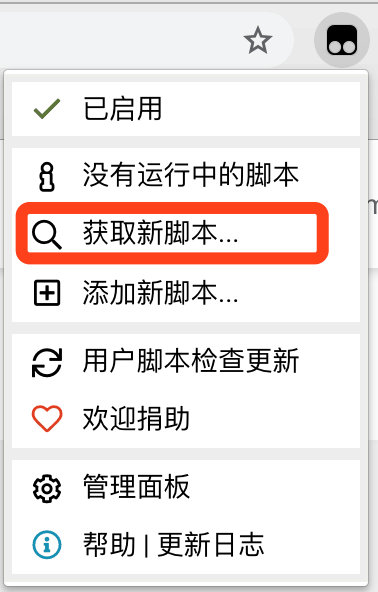 已启用
没有运行中的脚本
获取新脚本...
添加新脚本...
用户脚本检查更新
欢迎捐助
管理面板
帮助 | 更新日志